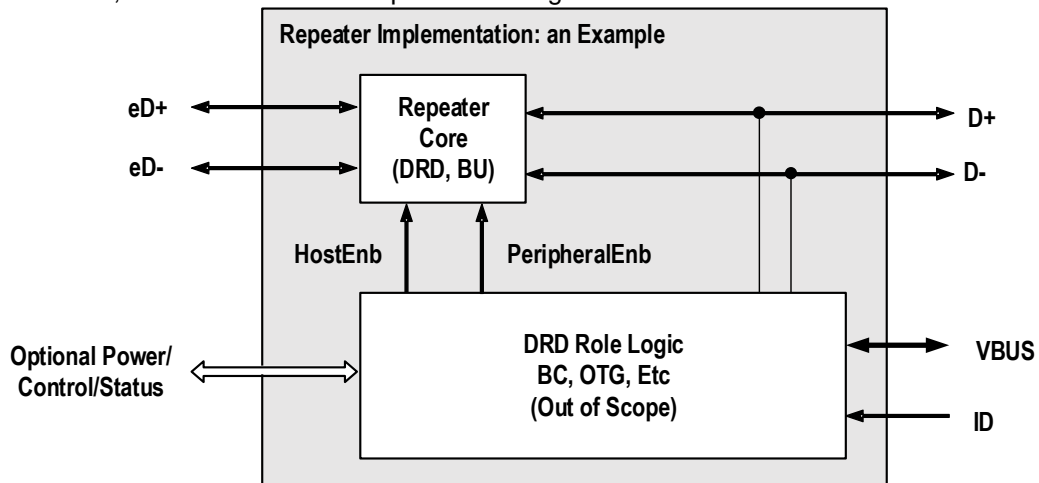 Repeater Implementation: an Example
eD+
eD-
Repeater
Core
(DRD, BU)
D+
D-
HostEnb
PeripheralEnb
Optional Power/
Control/Status
DRD Role Logic
BC, OTG, Etc
(Out of Scope)
VBUS
ID